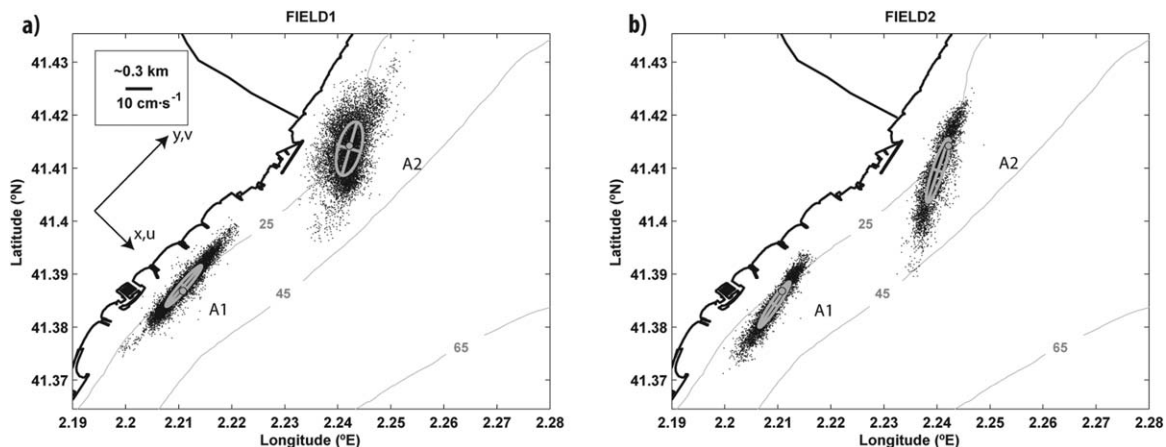 a)
FIELD1
~0.3 km
10 cm·s⁻¹
y,v
x,u
A2
A1
25
45
65
41.43
41.42
41.41
41.4
41.39
41.38
41.37
Latitude (ºN)
2.19 2.2 2.21 2.22 2.23 2.24 2.25 2.26 2.27 2.28
Longitude (ºE)
b)
FIELD2
A2
A1
25
45
65
41.43
41.42
41.41
41.4
41.39
41.38
41.37
Latitude (ºN)
2.19 2.2 2.21 2.22 2.23 2.24 2.25 2.26 2.27 2.28
Longitude (ºE)